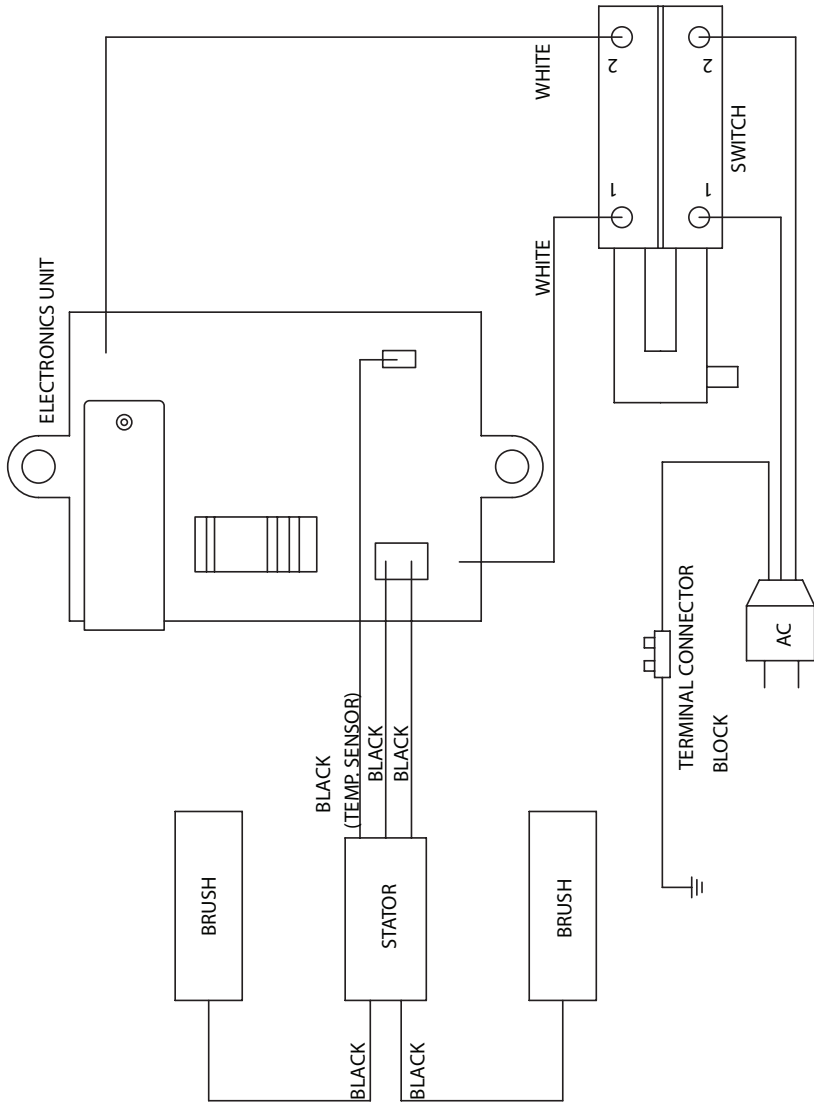 ELECTRONICS UNIT
WHITE
WHITE
2
2
1
1
SWITCH
BLACK
(TEMP. SENSOR)
BLACK
BLACK
BRUSH
STATOR
BRUSH
BLACK
BLACK
TERMINAL CONNECTOR
BLOCK
AC